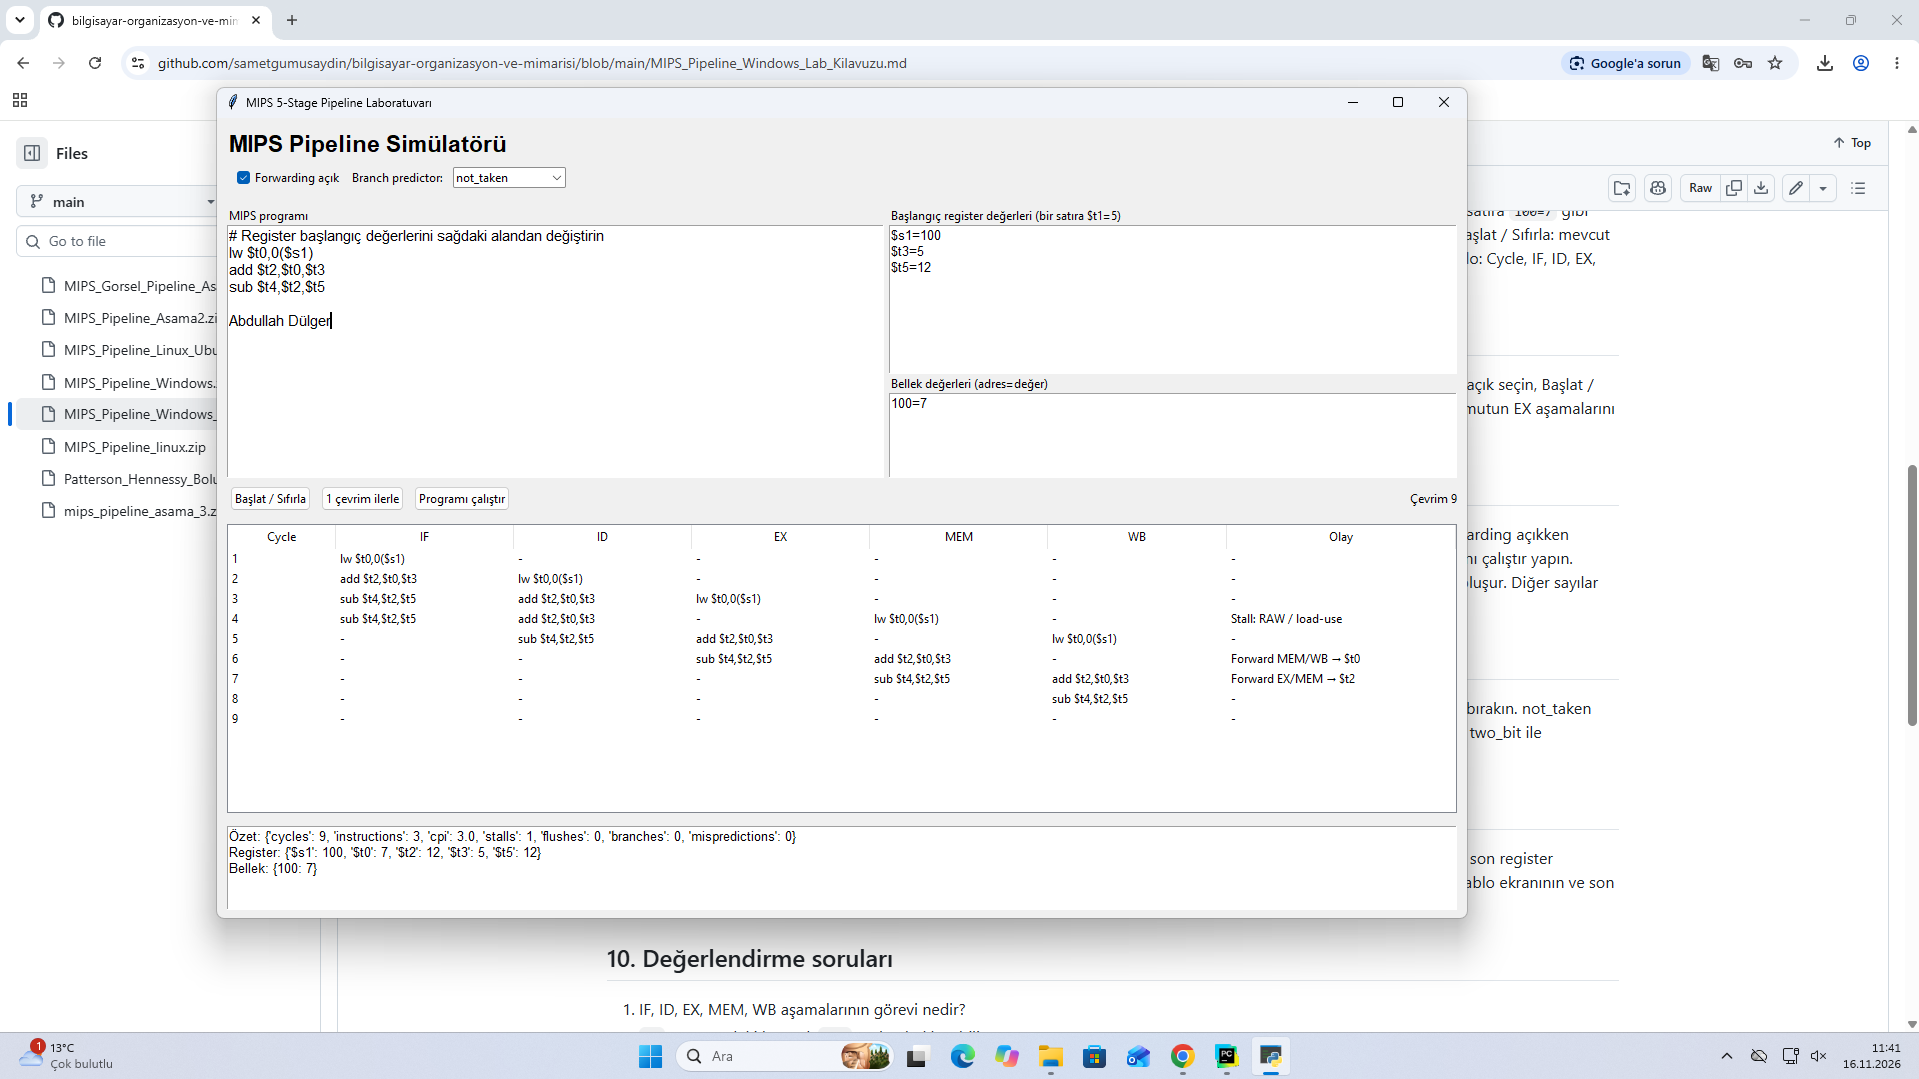 bilgisayar-organizasyon-ve-mim
github.com/sametgumusaydin/bilgisayar-organizasyon-ve-mimarisi/blob/main/MIPS_Pipeline_Windows_Lab_Kilavuzu.md
Google'a sorun
Files
main
Go to file
MIPS_Gorsel_Pipeline_As
MIPS_Pipeline_Asama2.zi
MIPS_Pipeline_Linux_Ubu
MIPS_Pipeline_Windows.
MIPS_Pipeline_Windows_
MIPS_Pipeline_linux.zip
Patterson_Hennessy_Bolu
mips_pipeline_asama_3.z
MIPS 5-Stage Pipeline Laboratuvarı
MIPS Pipeline Simülatörü
Forwarding açık Branch predictor: not_taken
MIPS programı
# Register başlangıç değerlerini sağdaki alandan değiştirin
lw $t0,0($s1)
add $t2,$t0,$t3
sub $t4,$t2,$t5
Abdullah Dülger
Başlangıç register değerleri (bir satıra $t1=5)
$s1=100
$t3=5
$t5=12
Bellek değerleri (adres=değer)
100=7
Başlat / Sıfırla 1 çevrim ilerle Programı çalıştır Çevrim 9
Cycle IF ID EX MEM WB Olay
1 lw $t0,0($s1) - - - - -
2 add $t2,$t0,$t3 lw $t0,0($s1) - - - -
3 sub $t4,$t2,$t5 add $t2,$t0,$t3 lw $t0,0($s1) - - -
4 sub $t4,$t2,$t5 add $t2,$t0,$t3 - lw $t0,0($s1) - Stall: RAW / load-use
5 - sub $t4,$t2,$t5 add $t2,$t0,$t3 - lw $t0,0($s1) -
6 - - sub $t4,$t2,$t5 add $t2,$t0,$t3 - Forward MEM/WB → $t0
7 - - - sub $t4,$t2,$t5 add $t2,$t0,$t3 Forward EX/MEM → $t2
8 - - - - sub $t4,$t2,$t5 -
9 - - - - - -
Özet: {'cycles': 9, 'instructions': 3, 'cpi': 3.0, 'stalls': 1, 'flushes': 0, 'branches': 0, 'mispredictions': 0}
Register: {'$s1': 100, '$t0': 7, '$t2': 12, '$t3': 5, '$t5': 12}
Bellek: {100: 7}
Top
Raw
satıra 100=7 gibi
aşlat / Sıfırla: mevcut
lo: Cycle, IF, ID, EX,
açık seçin, Başlat /
mutun EX aşamalarını
arding açıkken
nı çalıştır yapın.
luşur. Diğer sayılar
bırakın. not_taken
two_bit ile
son register
ablo ekranının ve son
10. Değerlendirme soruları
1. IF, ID, EX, MEM, WB aşamalarının görevi nedir?
1
13°C
Çok bulutlu
Ara
11:41
16.11.2026